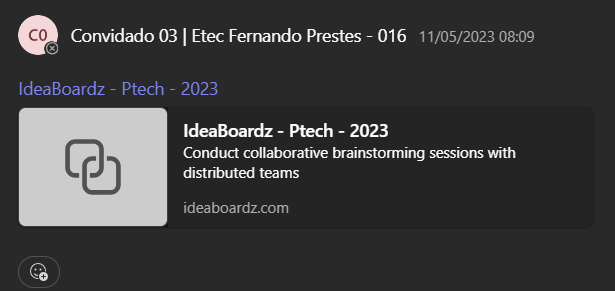 C0
Convidado 03 | Etec Fernando Prestes - 016 11/05/2023 08:09
IdeaBoardz - Ptech - 2023
IdeaBoardz - Ptech - 2023
Conduct collaborative brainstorming sessions with
distributed teams
ideaboardz.com